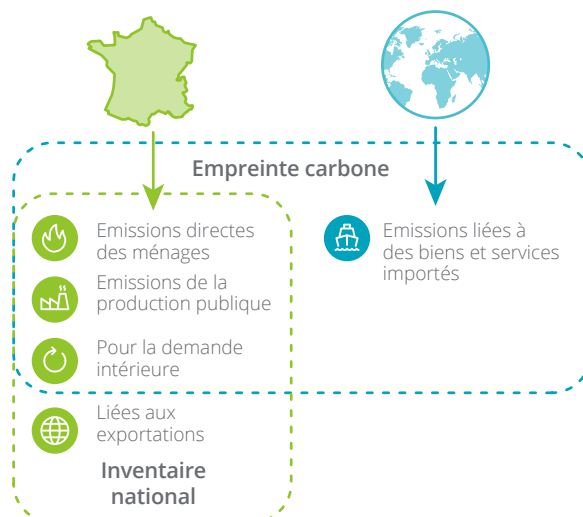 Empreinte carbone
Emissions directes
des ménages
Emissions de la
production publique
Pour la demande
intérieure
Liées aux
exportations
Inventaire
national
Emissions liées à
des biens et services
importés